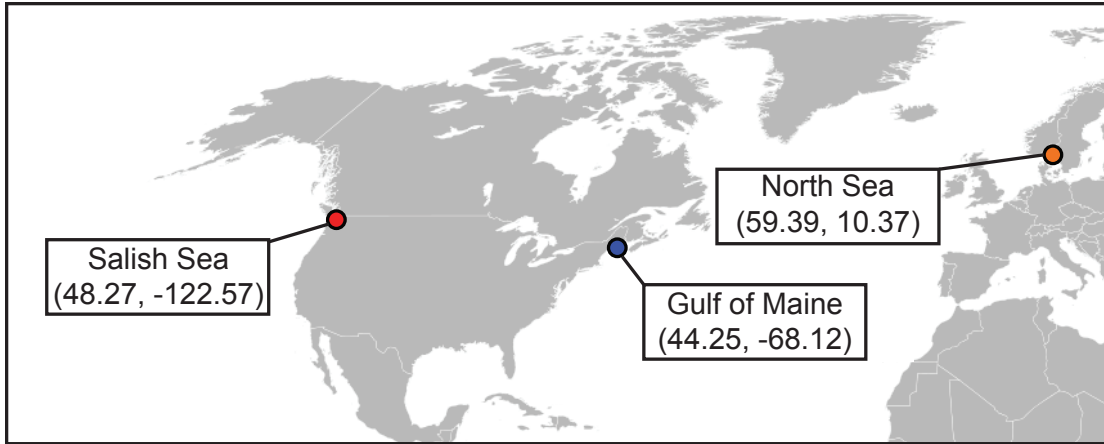 North Sea
(59.39, 10.37)
Salish Sea
(48.27, -122.57)
Gulf of Maine
(44.25, -68.12)